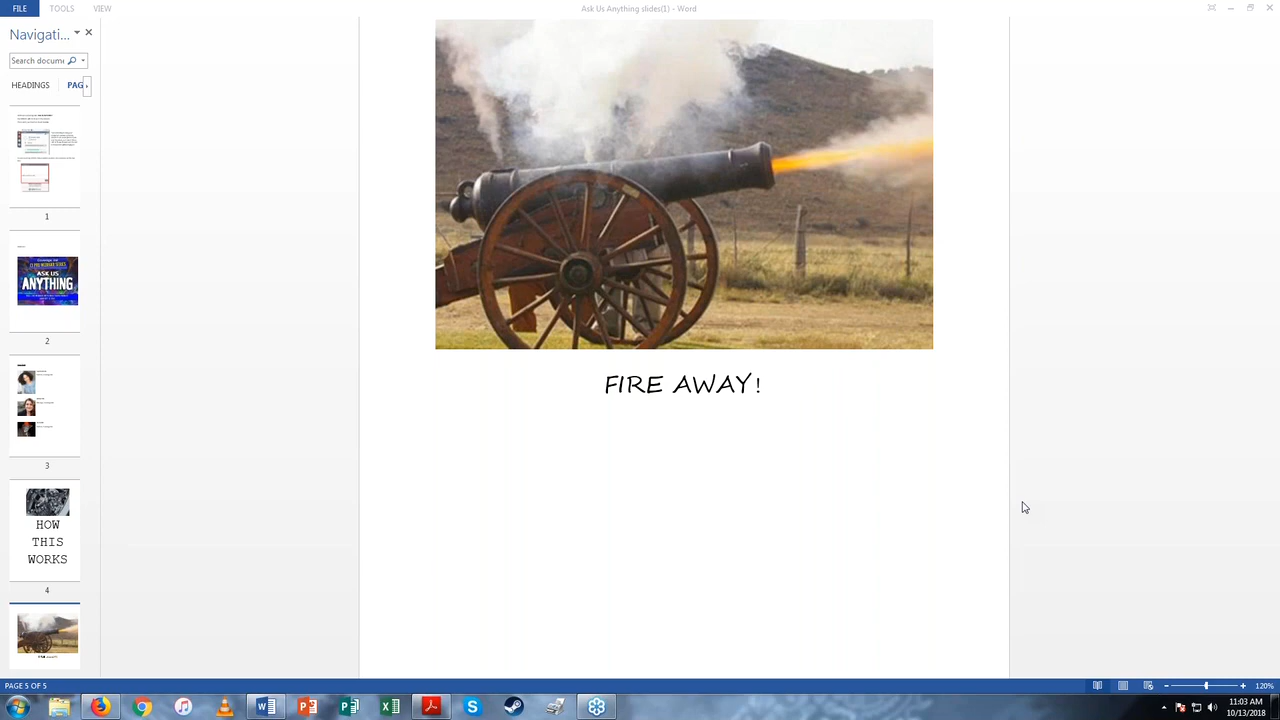 FILE TOOLS VIEW
Ask Us Anything slides(1) - Word
Navigati...
Search docum
HEADINGS PAG
1
ASK US
ANYTHING
2
3
HOW
THIS
WORKS
4
FIRE AWAY!
PAGE 5 OF 5
120%
11:03 AM
10/13/2018